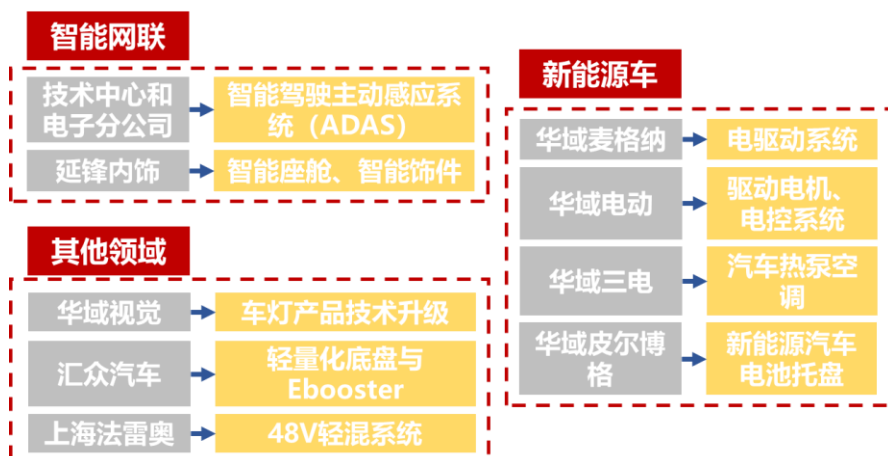 智能网联
技术中心和
电子分公司
智能驾驶主动感应系
统（ADAS）
延锋内饰
智能座舱、智能饰件
其他领域
华域视觉
车灯产品技术升级
汇众汽车
轻量化底盘与
Ebooster
上海法雷奥
48V轻混系统
新能源车
华域麦格纳
电驱动系统
华域电动
驱动电机、
电控系统
华域三电
汽车热泵空
调
华域皮尔博
格
新能源汽车
电池托盘